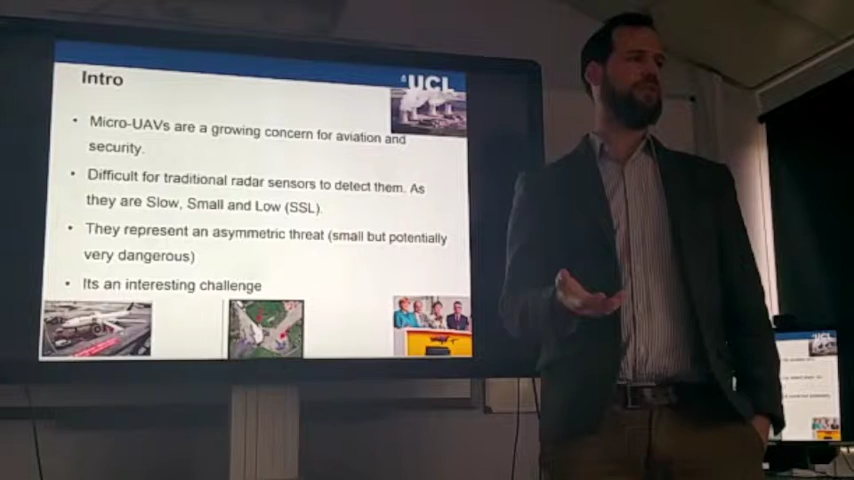 Intro
UCL
• Micro-UAVs are a growing concern for aviation and
security.
• Difficult for traditional radar sensors to detect them. As
they are Slow, Small and Low (SSL).
• They represent an asymmetric threat (small but potentially
very dangerous)
• Its an interesting challenge
UCL